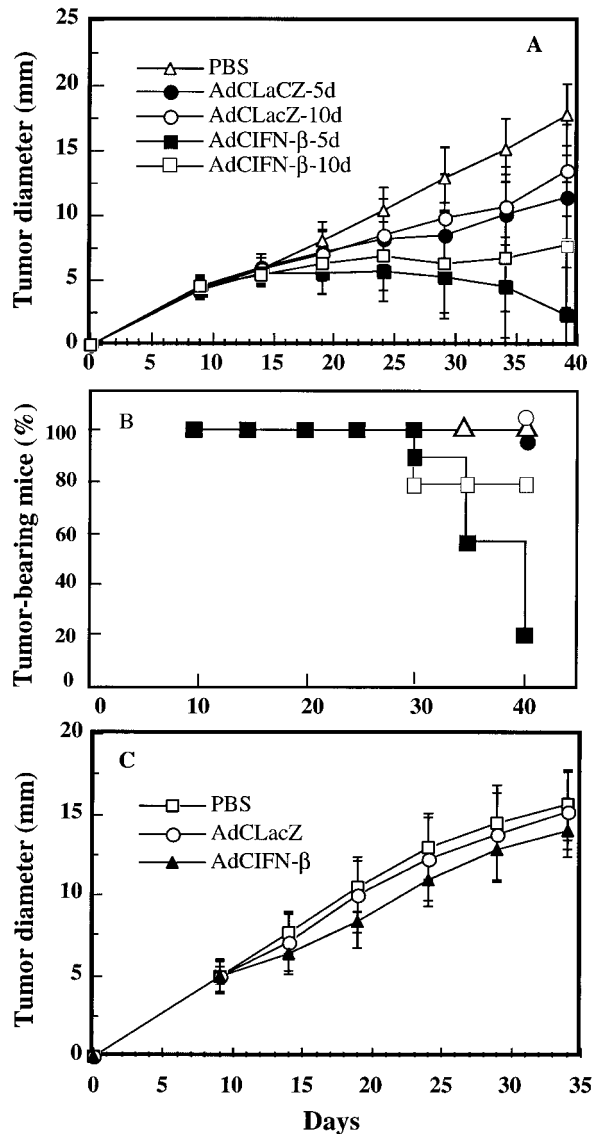 A
Tumor diameter (mm)
25
20
15
10
5
0
PBS
AdCLaCZ-5d
AdCLacZ-10d
AdCIFN-β-5d
AdCIFN-β-10d
0 5 10 15 20 25 30 35 40
B
Tumor-bearing mice (%)
100
80
60
40
20
0
0 10 20 30 40
C
Tumor diameter (mm)
20
15
10
5
0
PBS
AdCLacZ
AdCIFN-β
0 5 10 15 20 25 30 35
Days